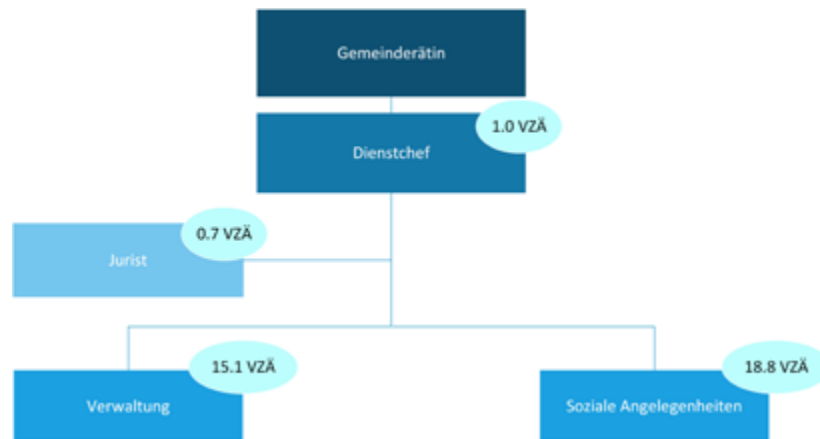 Gemeinderätin
1.0 VZÄ
Dienstchef
0.7 VZÄ
Jurist
15.1 VZÄ
18.8 VZÄ
Verwaltung
Soziale Angelegenheiten